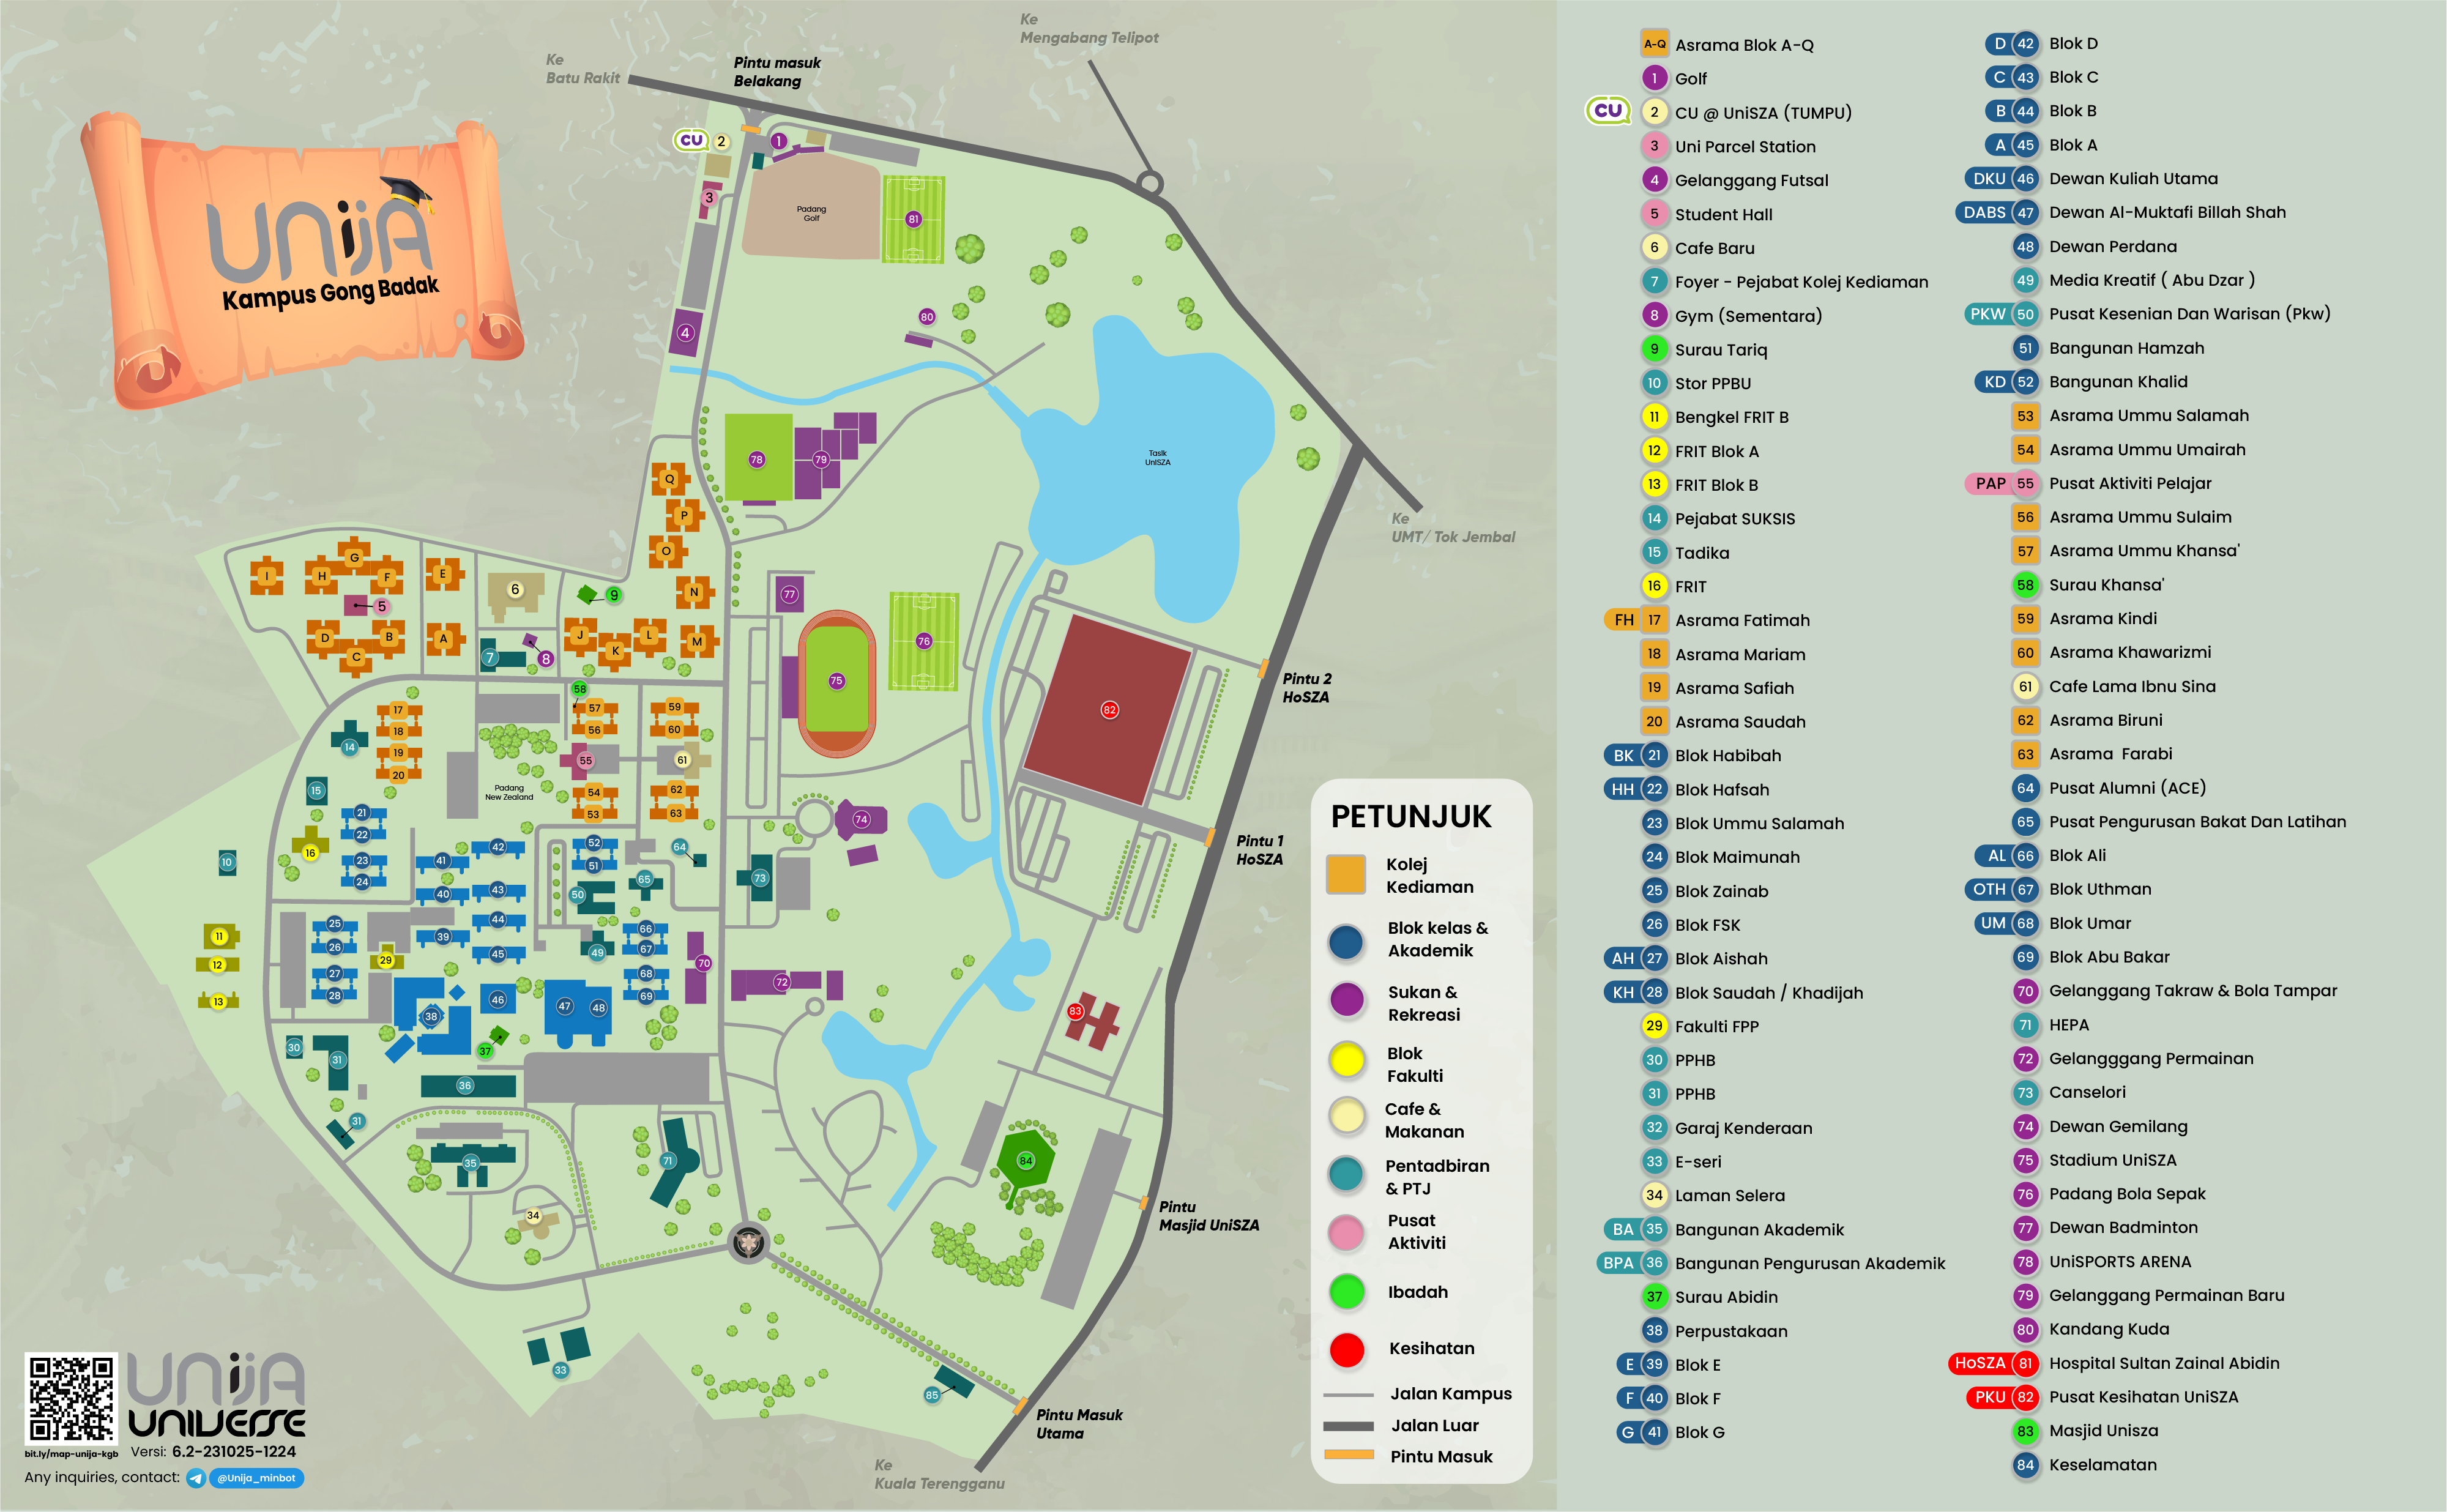 Ke
Mengabang Telipot
Ke
Batu Rakit
Pintu masuk
Belakang
UNijA
Kampus Gong Badak
CU
2
1
3
Padang
Golf
81
4
80
Tasik
UniSZA
78
79
Q
P
O
N
M
L
K
J
Ke
UMT/ Tok Jembal
I
H
G
F
E
5
D
C
B
A
6
9
7
8
77
76
75
82
Pintu 2
HoSZA
58
57
56
59
60
17
18
19
20
14
15
55
61
Padang
New Zealand
54
53
62
63
74
Pintu 1
HoSZA
21
22
16
10
23
24
41
42
52
51
64
40
43
50
65
73
11
12
13
25
26
44
39
45
66
67
49
29
27
28
70
72
68
69
46
47
48
38
83
37
30
31
36
31
35
71
84
34
Pintu
Masjid UniSZA
33
85
Pintu Masuk
Utama
Ke
Kuala Terengganu
UNijA
UNIVERSE
bit.ly/map-unija-kgb
Versi: 6.2-231025-1224
Any inquiries, contact: @Unija_minbot
PETUNJUK
Kolej
Kediaman
Blok kelas &
Akademik
Sukan &
Rekreasi
Blok
Fakulti
Cafe &
Makanan
Pentadbiran
& PTJ
Pusat
Aktiviti
Ibadah
Kesihatan
Jalan Kampus
Jalan Luar
Pintu Masuk
A-Q Asrama Blok A-Q
1 Golf
CU 2 CU @ UniSZA (TUMPU)
3 Uni Parcel Station
4 Gelanggang Futsal
5 Student Hall
6 Cafe Baru
7 Foyer - Pejabat Kolej Kediaman
8 Gym (Sementara)
9 Surau Tariq
10 Stor PPBU
11 Bengkel FRIT B
12 FRIT Blok A
13 FRIT Blok B
14 Pejabat SUKSIS
15 Tadika
16 FRIT
FH 17 Asrama Fatimah
18 Asrama Mariam
19 Asrama Safiah
20 Asrama Saudah
BK 21 Blok Habibah
HH 22 Blok Hafsah
23 Blok Ummu Salamah
24 Blok Maimunah
25 Blok Zainab
26 Blok FSK
AH 27 Blok Aishah
KH 28 Blok Saudah / Khadijah
29 Fakulti FPP
30 PPHB
31 PPHB
32 Garaj Kenderaan
33 E-seri
34 Laman Selera
BA 35 Bangunan Akademik
BPA 36 Bangunan Pengurusan Akademik
37 Surau Abidin
38 Perpustakaan
E 39 Blok E
F 40 Blok F
G 41 Blok G
D 42 Blok D
C 43 Blok C
B 44 Blok B
A 45 Blok A
DKU 46 Dewan Kuliah Utama
DABS 47 Dewan Al-Muktafi Billah Shah
48 Dewan Perdana
49 Media Kreatif ( Abu Dzar )
PKW 50 Pusat Kesenian Dan Warisan (Pkw)
51 Bangunan Hamzah
KD 52 Bangunan Khalid
53 Asrama Ummu Salamah
54 Asrama Ummu Umairah
PAP 55 Pusat Aktiviti Pelajar
56 Asrama Ummu Sulaim
57 Asrama Ummu Khansa'
58 Surau Khansa'
59 Asrama Kindi
60 Asrama Khawarizmi
61 Cafe Lama Ibnu Sina
62 Asrama Biruni
63 Asrama Farabi
64 Pusat Alumni (ACE)
65 Pusat Pengurusan Bakat Dan Latihan
AL 66 Blok Ali
OTH 67 Blok Uthman
UM 68 Blok Umar
69 Blok Abu Bakar
70 Gelanggang Takraw & Bola Tampar
71 HEPA
72 Gelangggang Permainan
73 Canselori
74 Dewan Gemilang
75 Stadium UniSZA
76 Padang Bola Sepak
77 Dewan Badminton
78 UniSPORTS ARENA
79 Gelanggang Permainan Baru
80 Kandang Kuda
HoSZA 81 Hospital Sultan Zainal Abidin
PKU 82 Pusat Kesihatan UniSZA
83 Masjid Unisza
84 Keselamatan